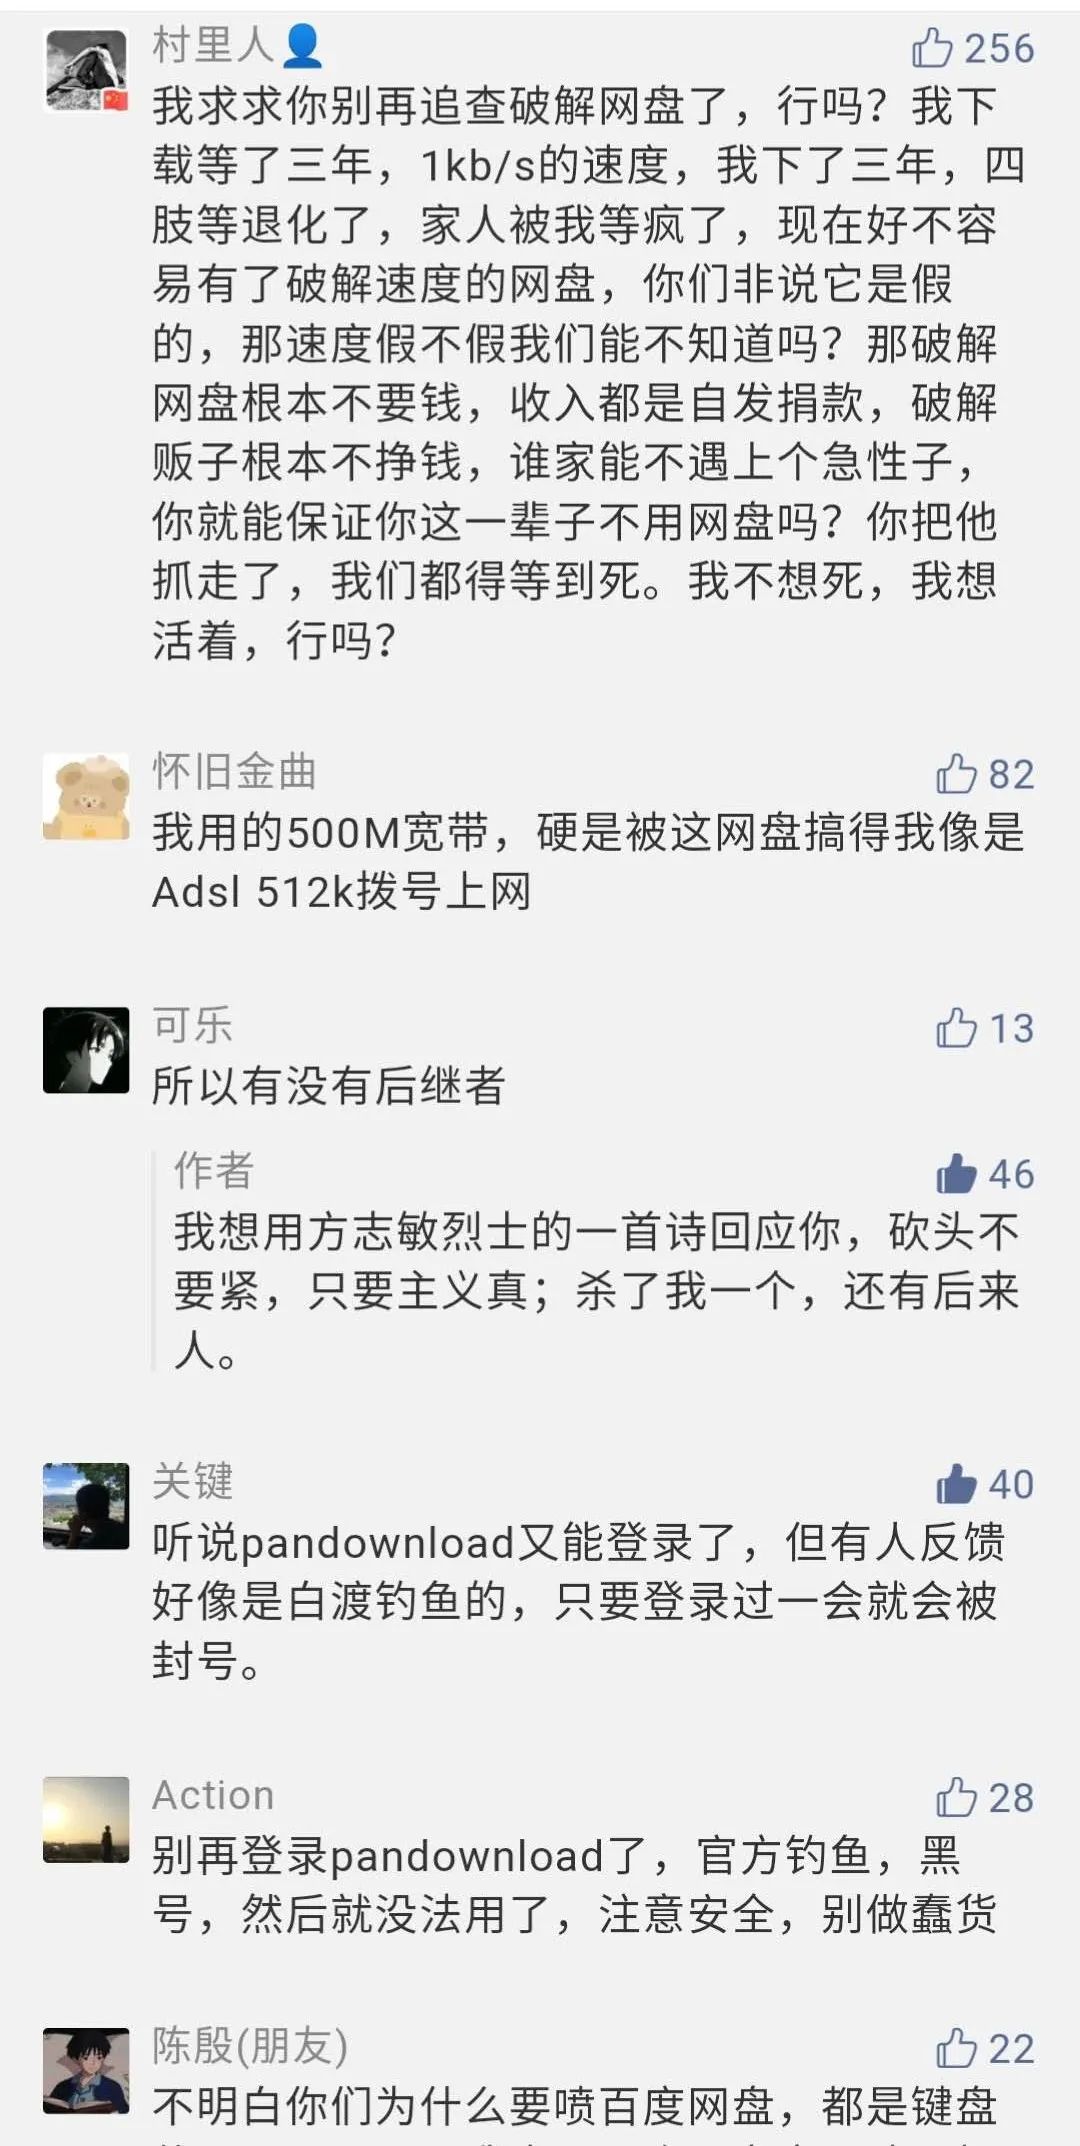 村里人👤 256
我求求你别再追查破解网盘了，行吗？我下
载等了三年，1kb/s的速度，我下了三年，四
肢等退化了，家人被我等疯了，现在好不容
易有了破解速度的网盘，你们非说它是假
的，那速度假不假我们能不知道吗？那破解
网盘根本不要钱，收入都是自发捐款，破解
贩子根本不挣钱，谁家能不遇上个急性子，
你就能保证你这一辈子不用网盘吗？你把他
抓走了，我们都得等到死。我不想死，我想
活着，行吗？
怀旧金曲 82
我用的500M宽带，硬是被这网盘搞得我像是
Adsl 512k拨号上网
可乐 13
所以有没有后继者
作者 46
我想用方志敏烈士的一首诗回应你，砍头不
要紧，只要主义真；杀了我一个，还有后来
人。
关键 40
听说pandownload又能登录了，但有人反馈
好像是白渡钓鱼的，只要登录过一会就会被
封号。
Action 28
别再登录pandownload了，官方钓鱼，黑
号，然后就没法用了，注意安全，别做蠢货
陈殷(朋友) 22
不明白你们为什么要喷百度网盘，都是键盘